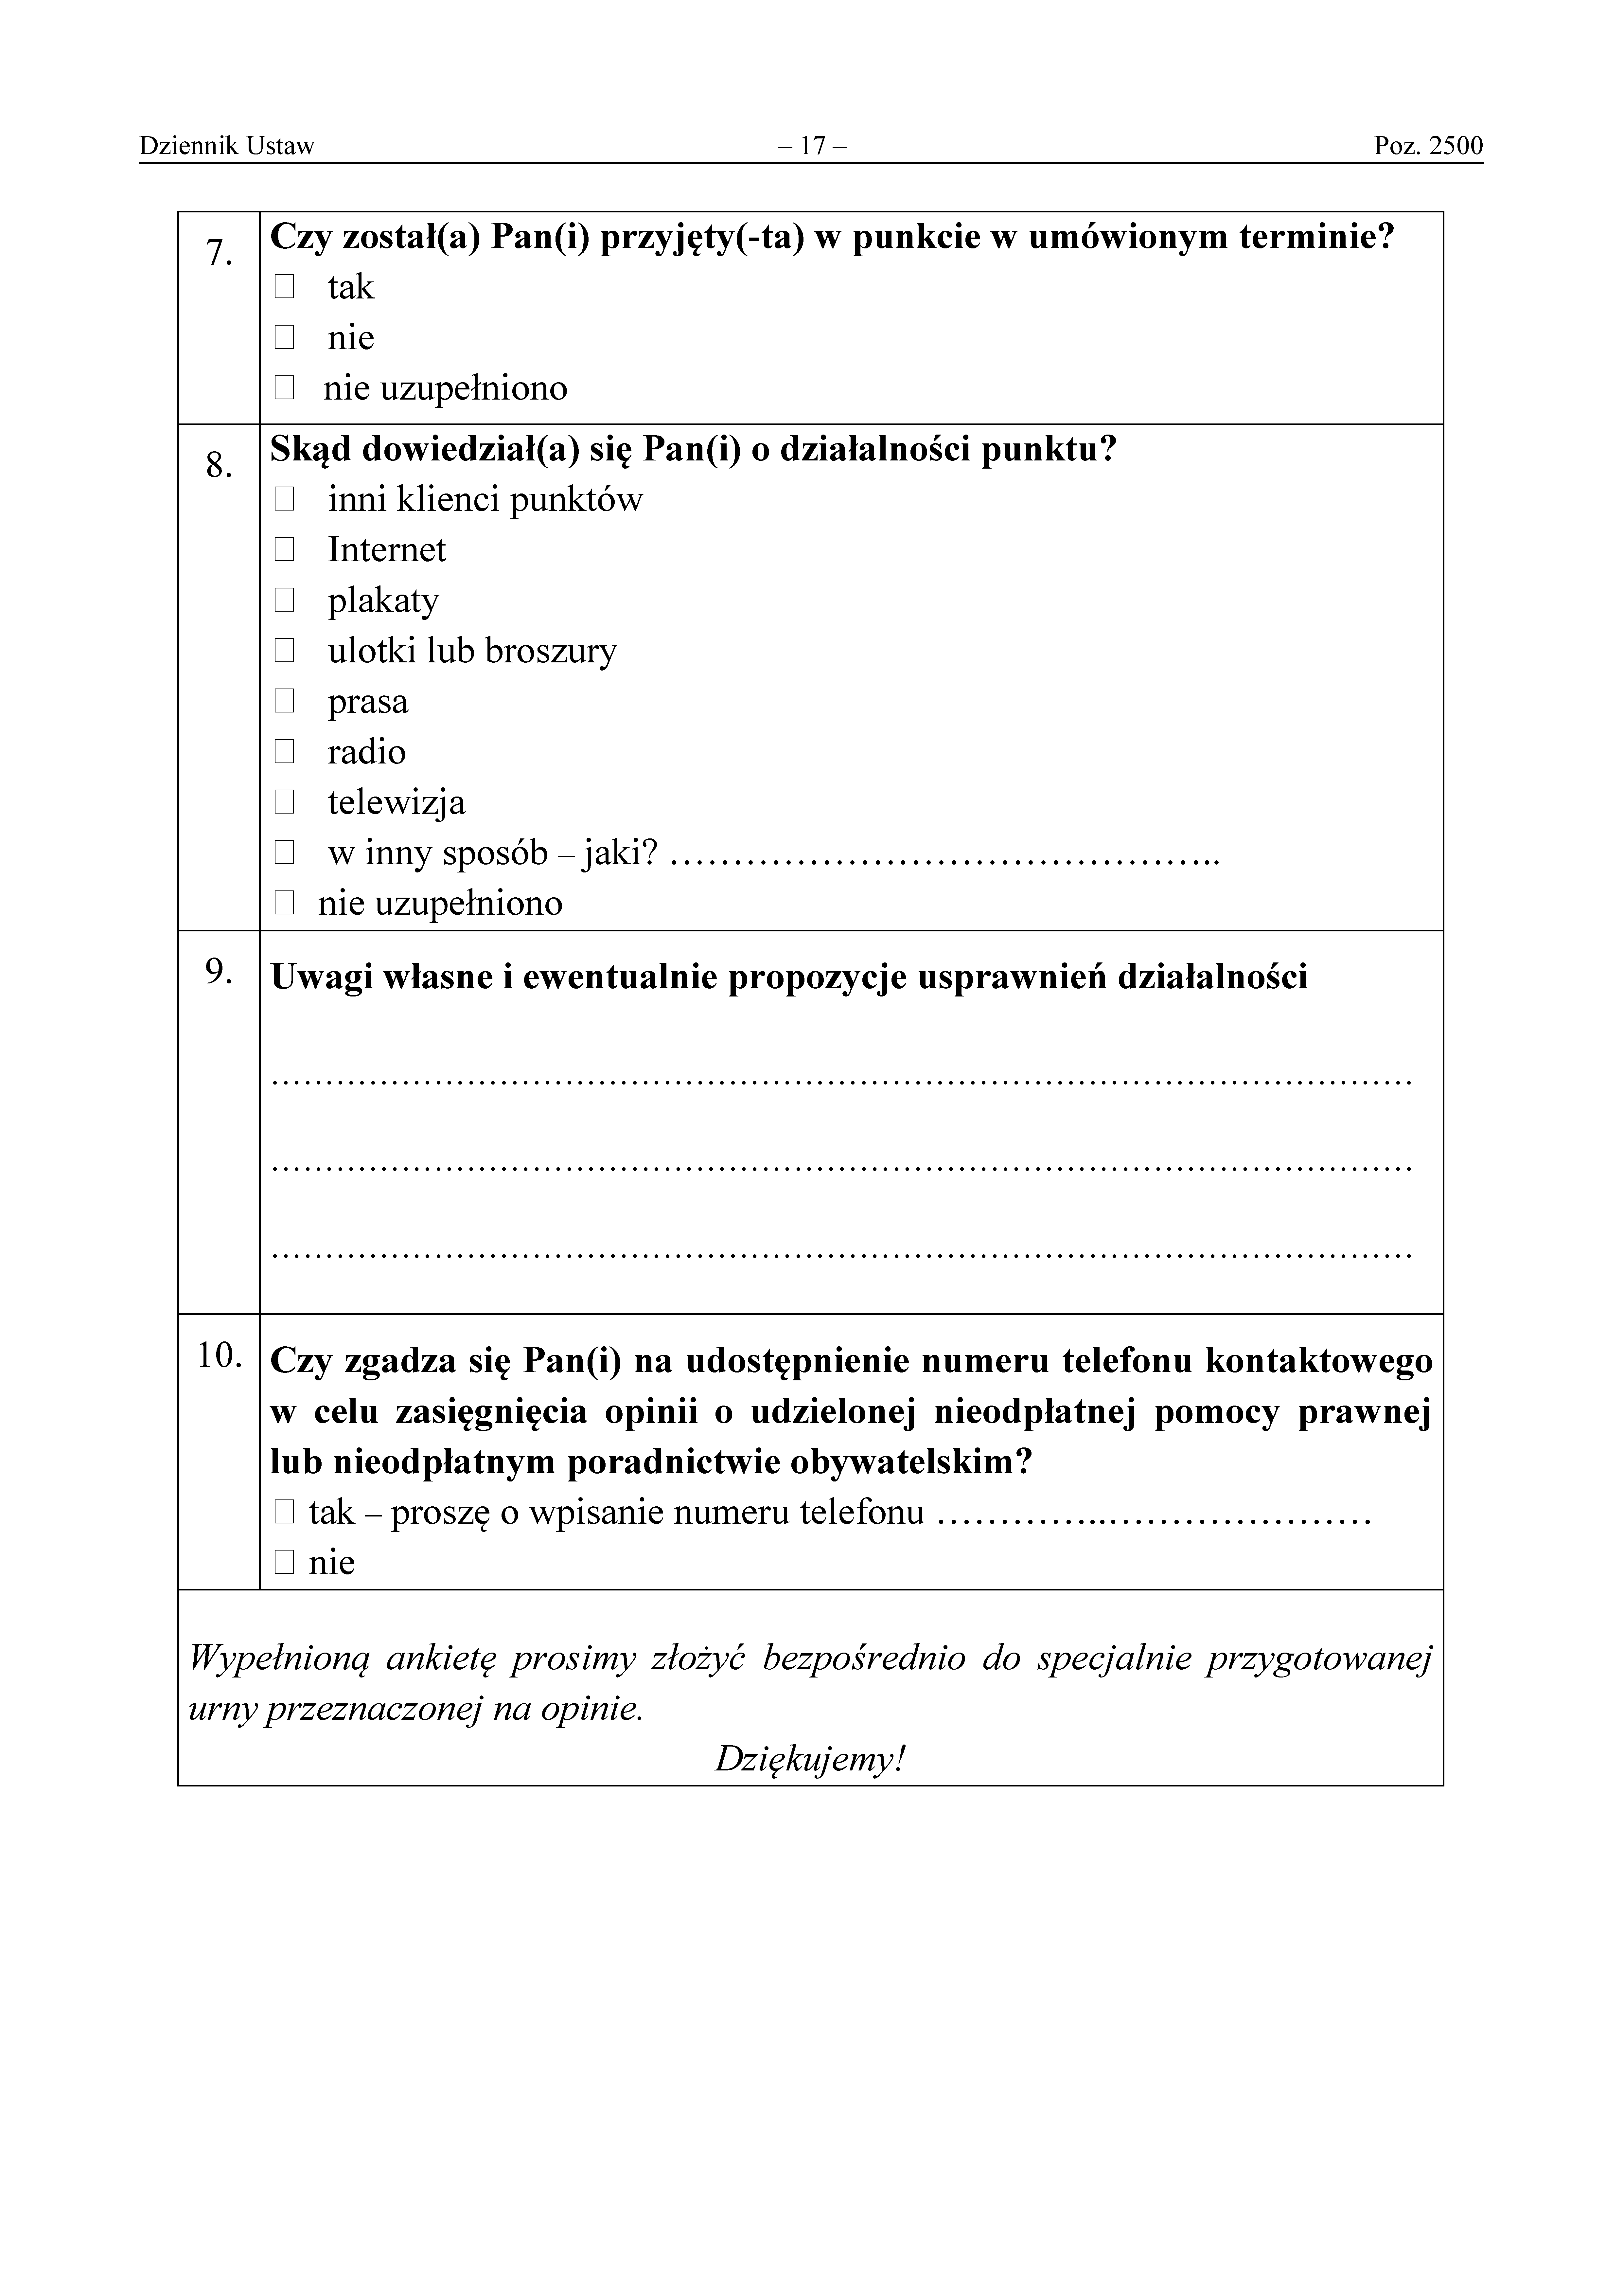 Dziennik Ustaw – 17 – Poz. 2500
7. Czy został(a) Pan(i) przyjęty(-ta) w punkcie w umówionym terminie?
☐ tak
☐ nie
☐ nie uzupełniono
8. Skąd dowiedział(a) się Pan(i) o działalności punktu?
☐ inni klienci punktów
☐ Internet
☐ plakaty
☐ ulotki lub broszury
☐ prasa
☐ radio
☐ telewizja
☐ w inny sposób – jaki? ……………………………………..
☐ nie uzupełniono
9. Uwagi własne i ewentualnie propozycje usprawnień działalności
……………………………………………………………………………………………
……………………………………………………………………………………………
……………………………………………………………………………………………
10. Czy zgadza się Pan(i) na udostępnienie numeru telefonu kontaktowego
w celu zasięgnięcia opinii o udzielonej nieodpłatnej pomocy prawnej
lub nieodpłatnym poradnictwie obywatelskim?
☐ tak – proszę o wpisanie numeru telefonu …………..…………………
☐ nie
Wypełnioną ankietę prosimy złożyć bezpośrednio do specjalnie przygotowanej
urny przeznaczonej na opinie.
Dziękujemy!